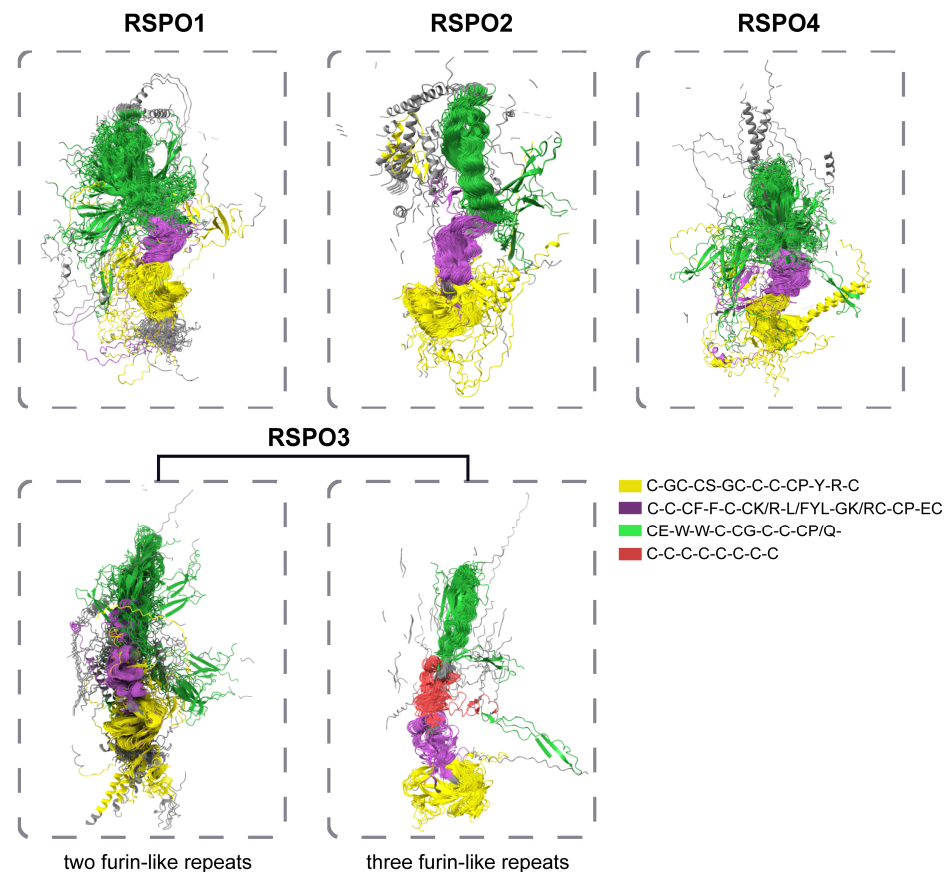 RSPO1
RSPO2
RSPO4
RSPO3
C-GC-CS-GC-C-C-CP-Y-R-C
C-C-CF-F-C-CK/R-L/FYL-GK/RC-CP-EC
CE-W-W-C-CG-C-C-CP/Q-
C-C-C-C-C-C-C-C
two furin-like repeats
three furin-like repeats